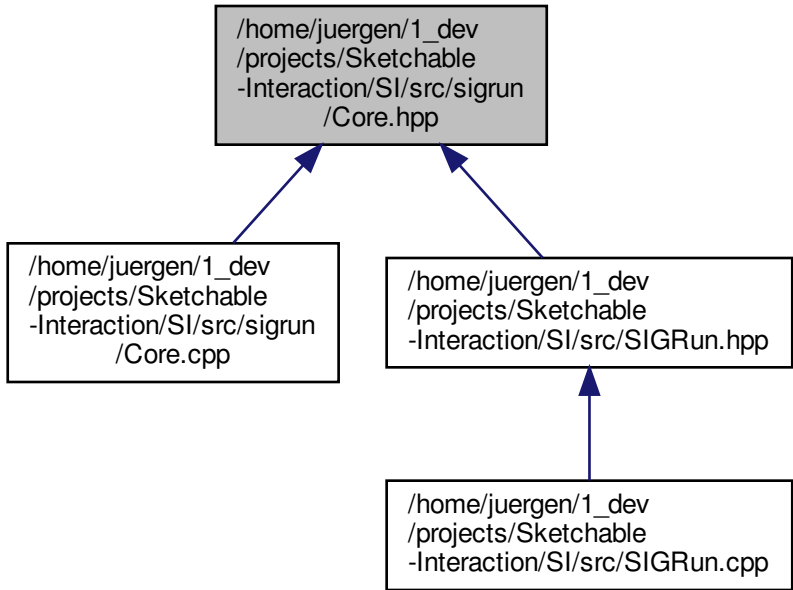 /home/juergen/1_dev
/projects/Sketchable
-Interaction/SI/src/sigrun
/Core.hpp
/home/juergen/1_dev
/projects/Sketchable
-Interaction/SI/src/sigrun
/Core.cpp
/home/juergen/1_dev
/projects/Sketchable
-Interaction/SI/src/SIGRun.hpp
/home/juergen/1_dev
/projects/Sketchable
-Interaction/SI/src/SIGRun.cpp